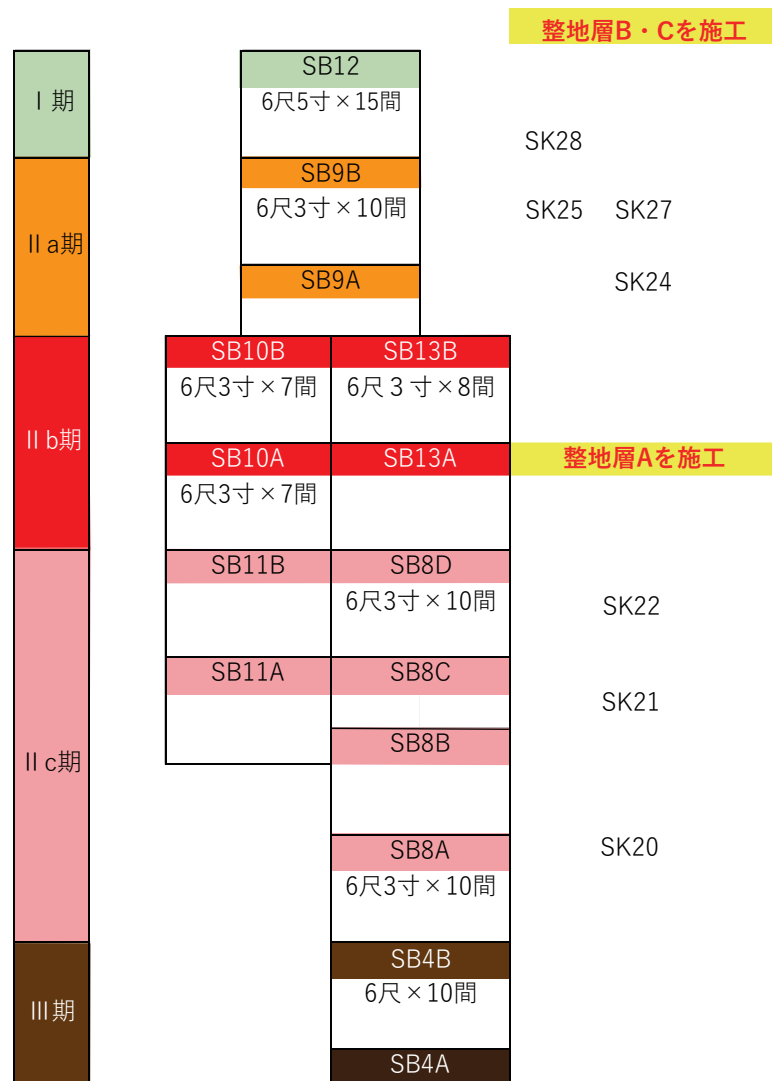 整地層B・Cを施工
Ⅰ期
SB12
6尺5寸×15間
SK28
SB9B
6尺3寸×10間
SK25 SK27
Ⅱa期
SB9A
SK24
SB10B SB13B
6尺3寸×7間 6尺３寸×8間
Ⅱb期
SB10A SB13A 整地層Aを施工
6尺3寸×7間
SB11B SB8D
6尺3寸×10間
SK22
SB11A SB8C
SK21
SB8B
Ⅱc期
SB8A
SK20
6尺3寸×10間
SB4B
6尺×10間
Ⅲ期
SB4A